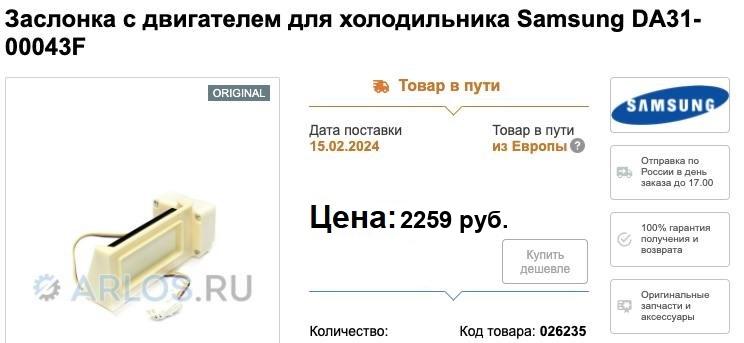 Заслонка с двигателем для холодильника Samsung DA31-
00043F
ORIGINAL
ARLOS.RU
Товар в пути
Дата поставки
15.02.2024
Товар в пути
из Европы ?
Цена: 2259 руб.
Купить
дешевле
Количество:
Код товара: 026235
SAMSUNG
Отправка по
России в день
заказа до 17.00
100% гарантия
получения и
возврата
Оригинальные
запчасти и
аксессуары